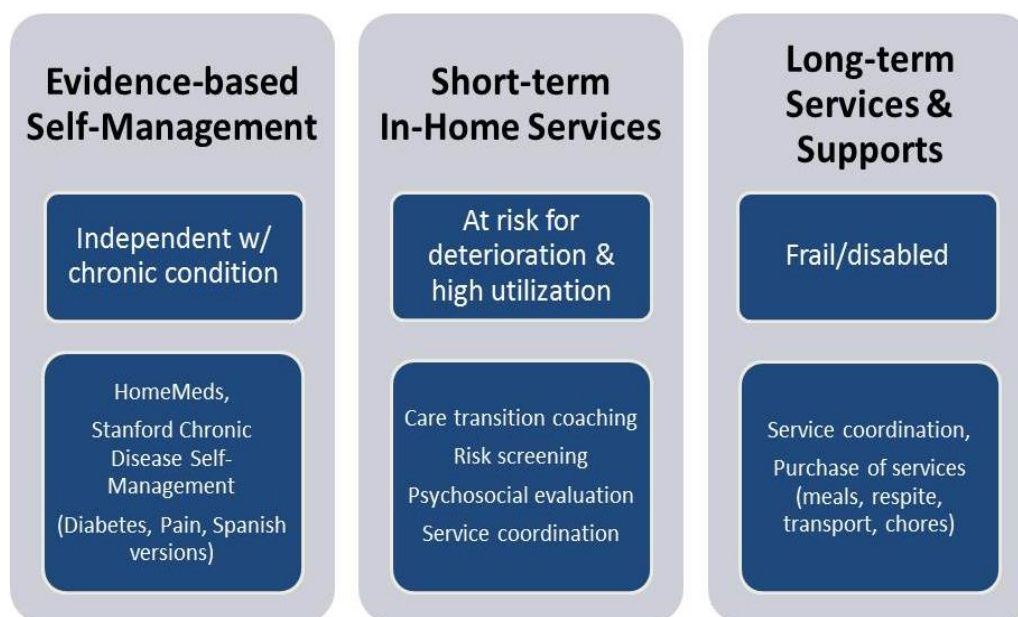 Evidence-based
Self-Management
Independent w/
chronic condition
HomeMeds,
Stanford Chronic
Disease Self-
Management
(Diabetes, Pain, Spanish
versions)
Short-term
In-Home Services
At risk for
deterioration &
high utilization
Care transition coaching
Risk screening
Psychosocial evaluation
Service coordination
Long-term
Services &
Supports
Frail/disabled
Service coordination,
Purchase of services
(meals, respite,
transport, chores)